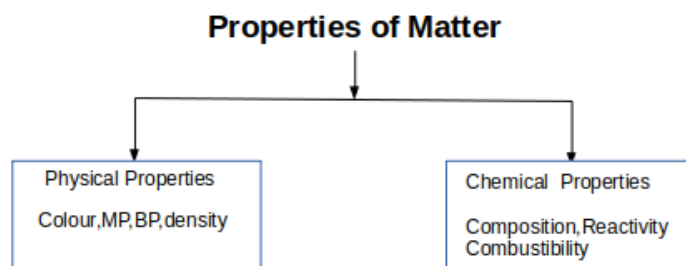 Properties of Matter
Physical Properties
Colour,MP,BP,density
Chemical Properties
Composition,Reactivity
Combustibility